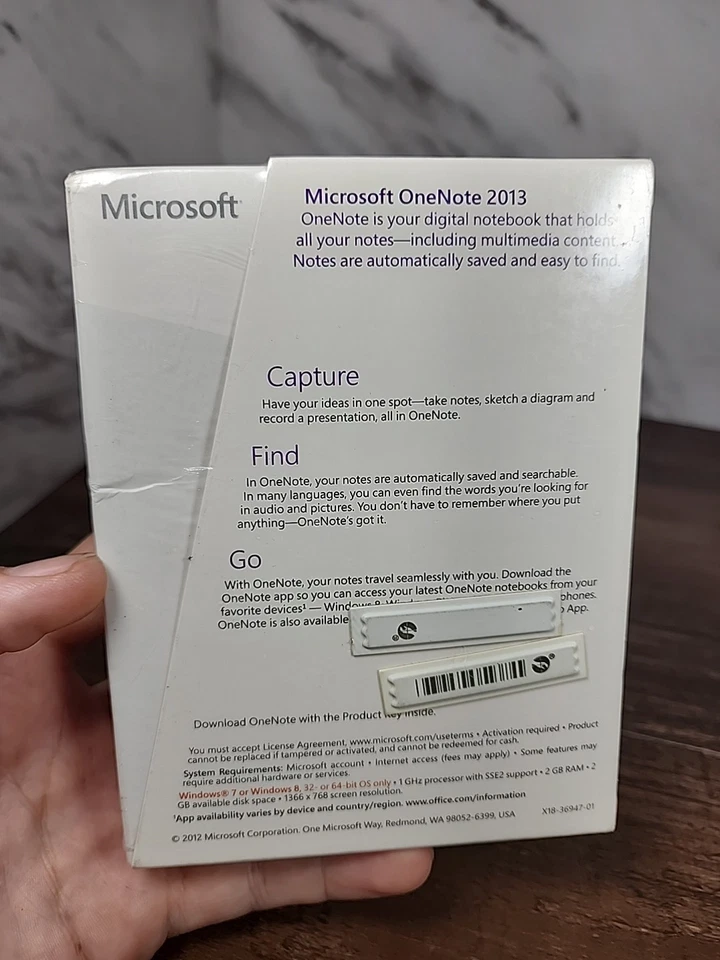 Microsoft
Microsoft OneNote 2013
OneNote is your digital notebook that holds
all your notes—including multimedia content.
Notes are automatically saved and easy to find.
Capture
Have your ideas in one spot—take notes, sketch a diagram and
record a presentation, all in OneNote.
Find
In OneNote, your notes are automatically saved and searchable.
In many languages, you can even find the words you're looking for
in audio and pictures. You don't have to remember where you put
anything—OneNote's got it.
Go
With OneNote, your notes travel seamlessly with you. Download the
OneNote app so you can access your latest OneNote notebooks from your
favorite devices¹ — Windows 8, phones.
OneNote is also available App.
Download OneNote with the Product Key inside.
You must accept License Agreement, www.microsoft.com/useterms • Activation required • Product
cannot be replaced if tampered or activated, and cannot be redeemed for cash.
System Requirements: Microsoft account • Internet access (fees may apply) • Some features may
require additional hardware or services.
Windows® 7 or Windows 8, 32- or 64-bit OS only • 1 GHz processor with SSE2 support • 2 GB RAM • 2
GB available disk space • 1366 x 768 screen resolution.
¹App availability varies by device and country/region. www.office.com/information
© 2012 Microsoft Corporation. One Microsoft Way, Redmond, WA 98052-6399, USA X18-36947-01